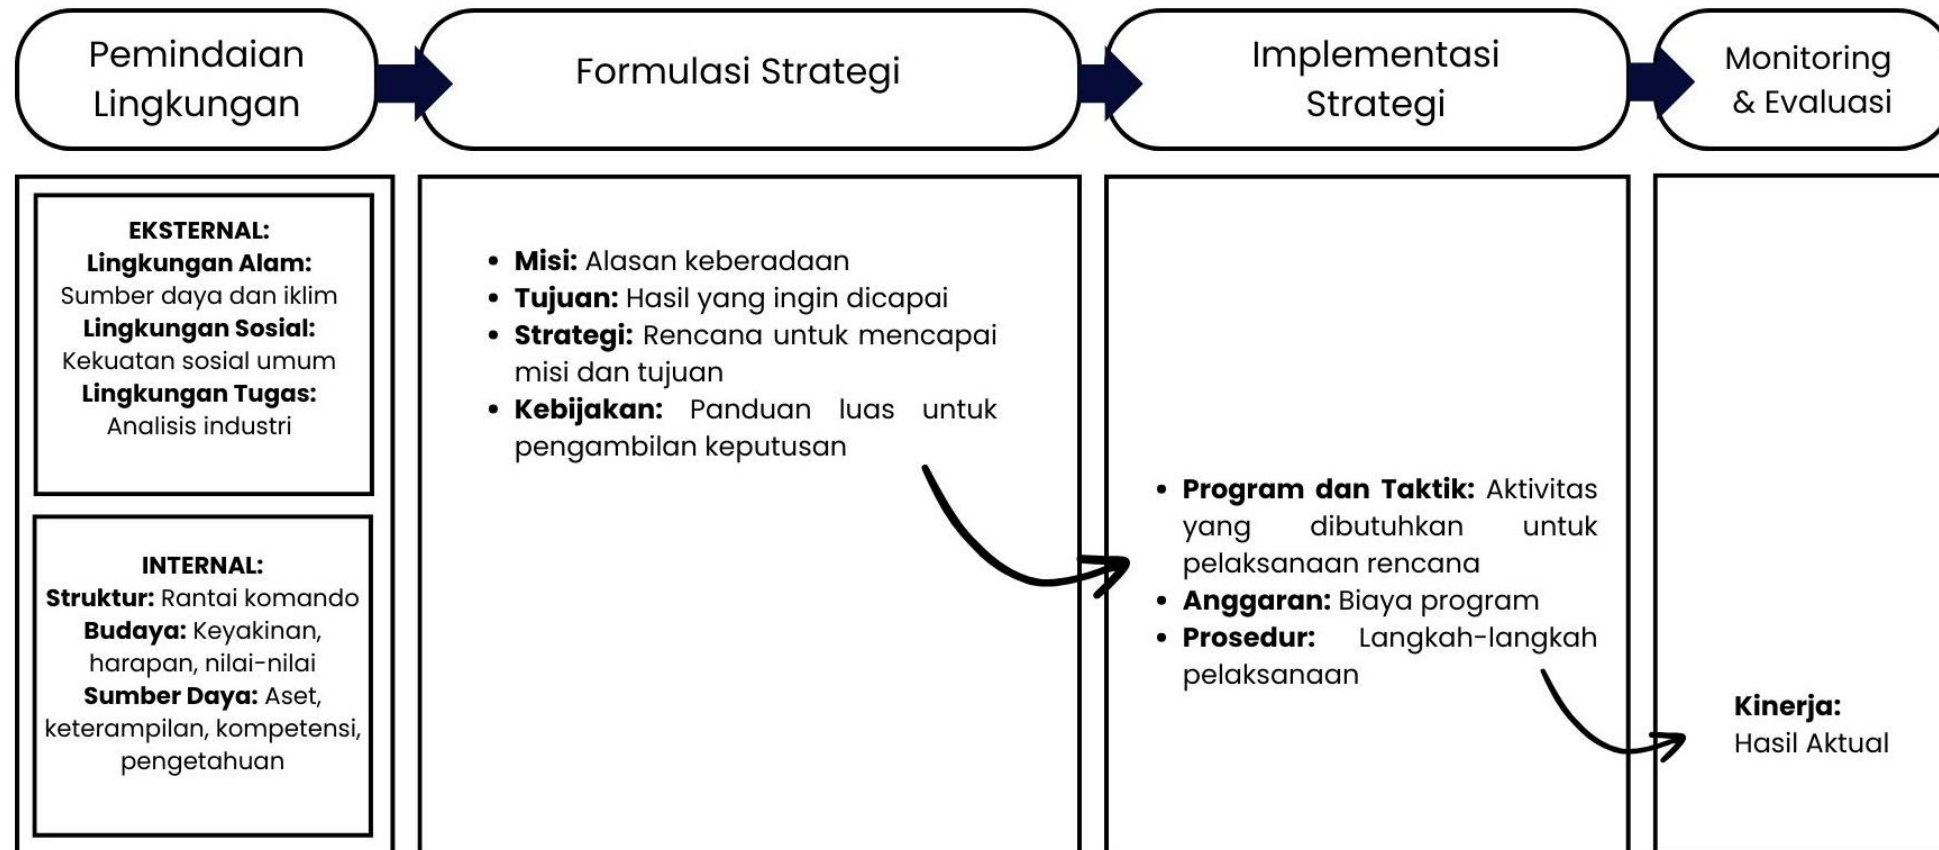 Pemindaian
Lingkungan
Formulasi Strategi
Implementasi
Strategi
Monitoring
& Evaluasi
EKSTERNAL:
Lingkungan Alam:
Sumber daya dan iklim
Lingkungan Sosial:
Kekuatan sosial umum
Lingkungan Tugas:
Analisis industri
INTERNAL:
Struktur: Rantai komando
Budaya: Keyakinan,
harapan, nilai-nilai
Sumber Daya: Aset,
keterampilan, kompetensi,
pengetahuan
• Misi: Alasan keberadaan
• Tujuan: Hasil yang ingin dicapai
• Strategi: Rencana untuk mencapai
misi dan tujuan
• Kebijakan: Panduan luas untuk
pengambilan keputusan
• Program dan Taktik: Aktivitas
yang dibutuhkan untuk
pelaksanaan rencana
• Anggaran: Biaya program
• Prosedur: Langkah-langkah
pelaksanaan
Kinerja:
Hasil Aktual